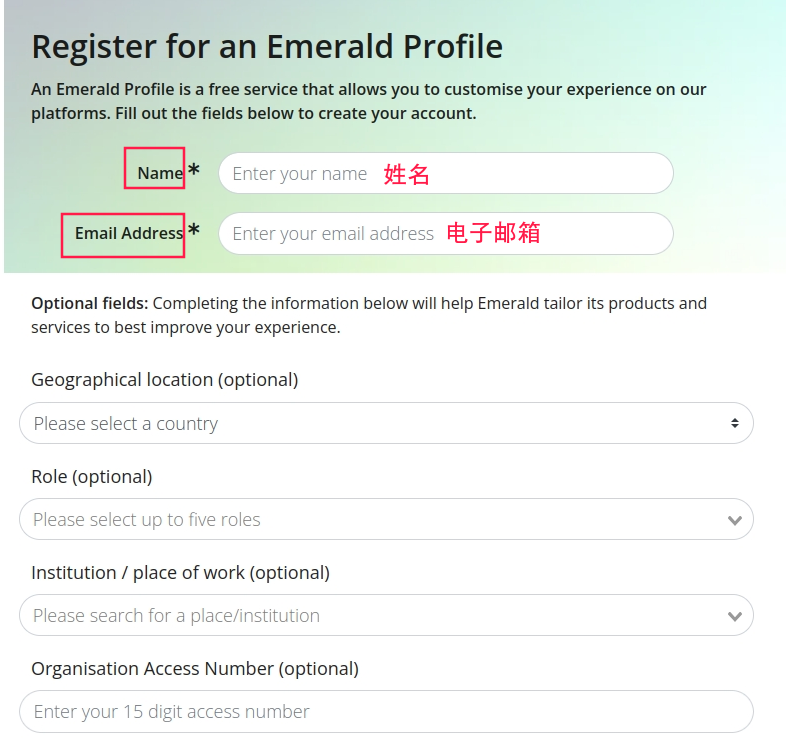 Register for an Emerald Profile
An Emerald Profile is a free service that allows you to customise your experience on our
platforms. Fill out the fields below to create your account.
Name* Enter your name 姓名
Email Address* Enter your email address 电子邮箱
Optional fields: Completing the information below will help Emerald tailor its products and
services to best improve your experience.
Geographical location (optional)
Please select a country
Role (optional)
Please select up to five roles
Institution / place of work (optional)
Please search for a place/institution
Organisation Access Number (optional)
Enter your 15 digit access number